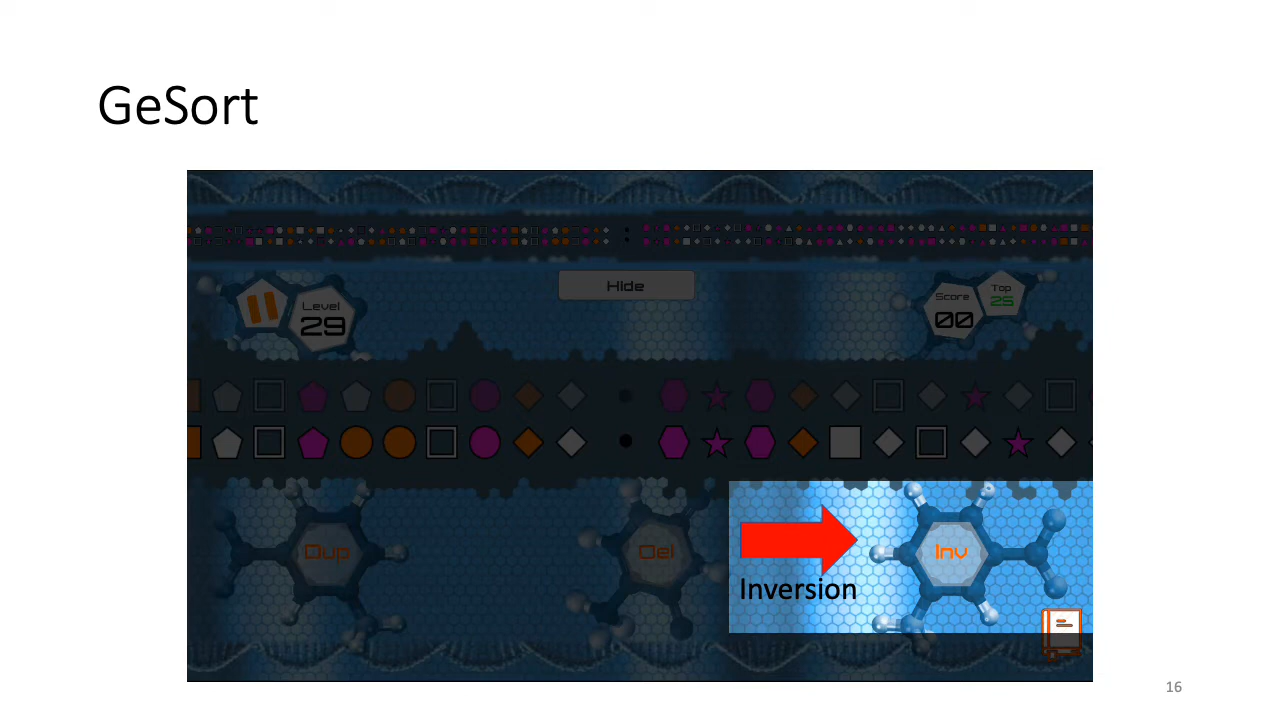 GeSort
Hide
Level
29
Score
00
Top
25
Dup
Del
Inv
Inversion
16